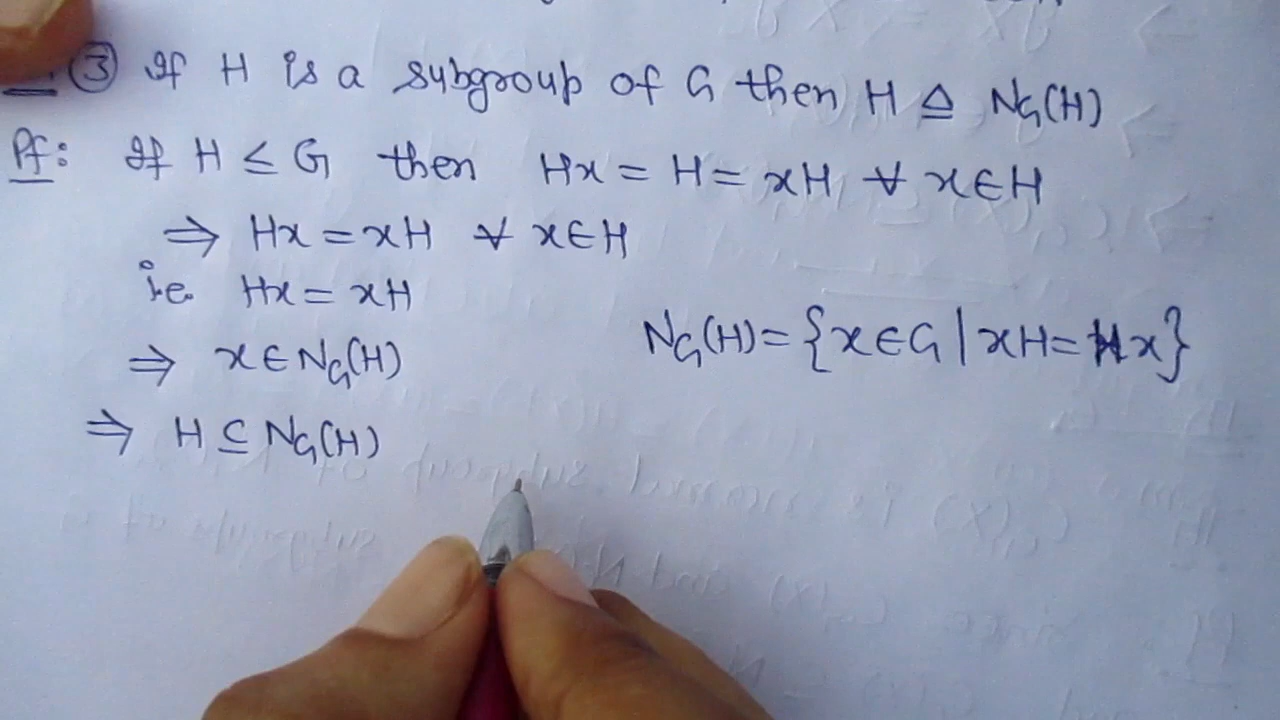 ③ If H is a subgroup of G then H ⊴ N_G(H)
Pf: If H ≤ G then Hx = H = xH, ∀ x∈H
⇒ Hx = xH ∀ x∈H
i.e. Hx = xH
⇒ x∈N_G(H)
N_G(H) = {x∈G | xH = Hx}
⇒ H ⊆ N_G(H)